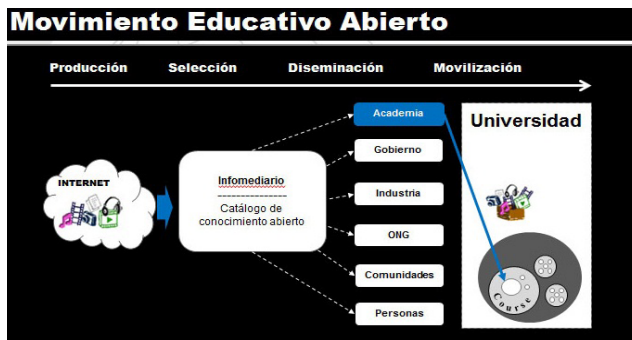 Movimiento Educativo Abierto
Producción Selección Diseminación Movilización
Academia
Universidad
Gobierno
INTERNET
Infomediario
---------------
Catálogo de
conocimiento abierto
Industria
ONG
Comunidades
Personas
Course